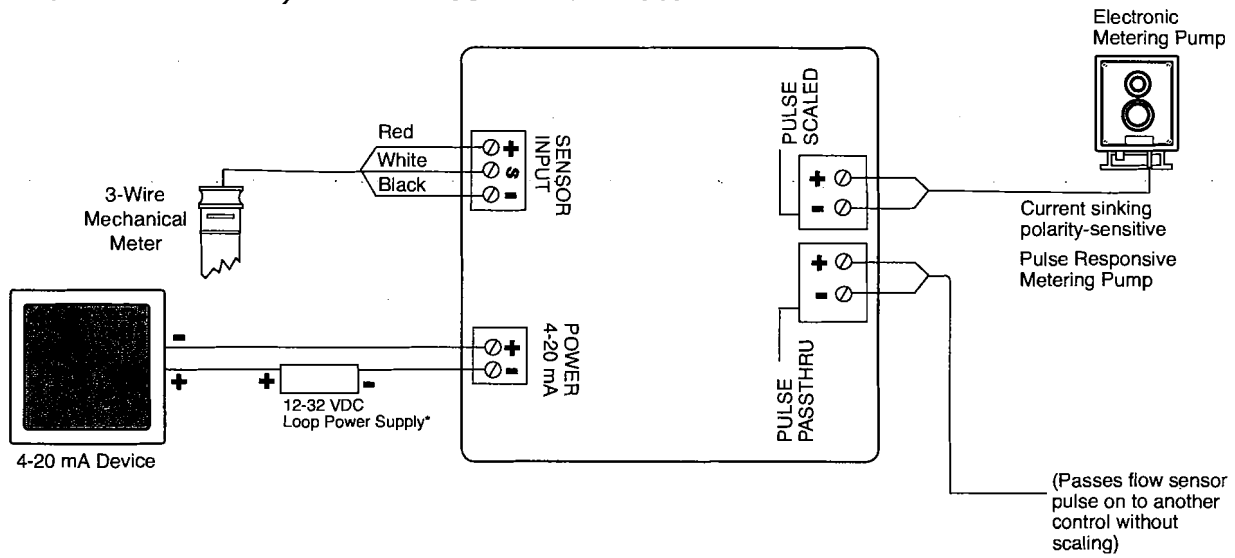 Electronic
Metering Pump
PULSE
SCALED
Red
White
Black
+
S
-
SENSOR
INPUT
3-Wire
Mechanical
Meter
+
-
Current sinking
polarity-sensitive
Pulse Responsive
Metering Pump
+
-
PULSE
PASSTHRU
-
+
+
-
12-32 VDC
Loop Power Supply*
+
-
POWER
4-20 mA
4-20 mA Device
(Passes flow sensor
pulse on to another
control without
scaling)